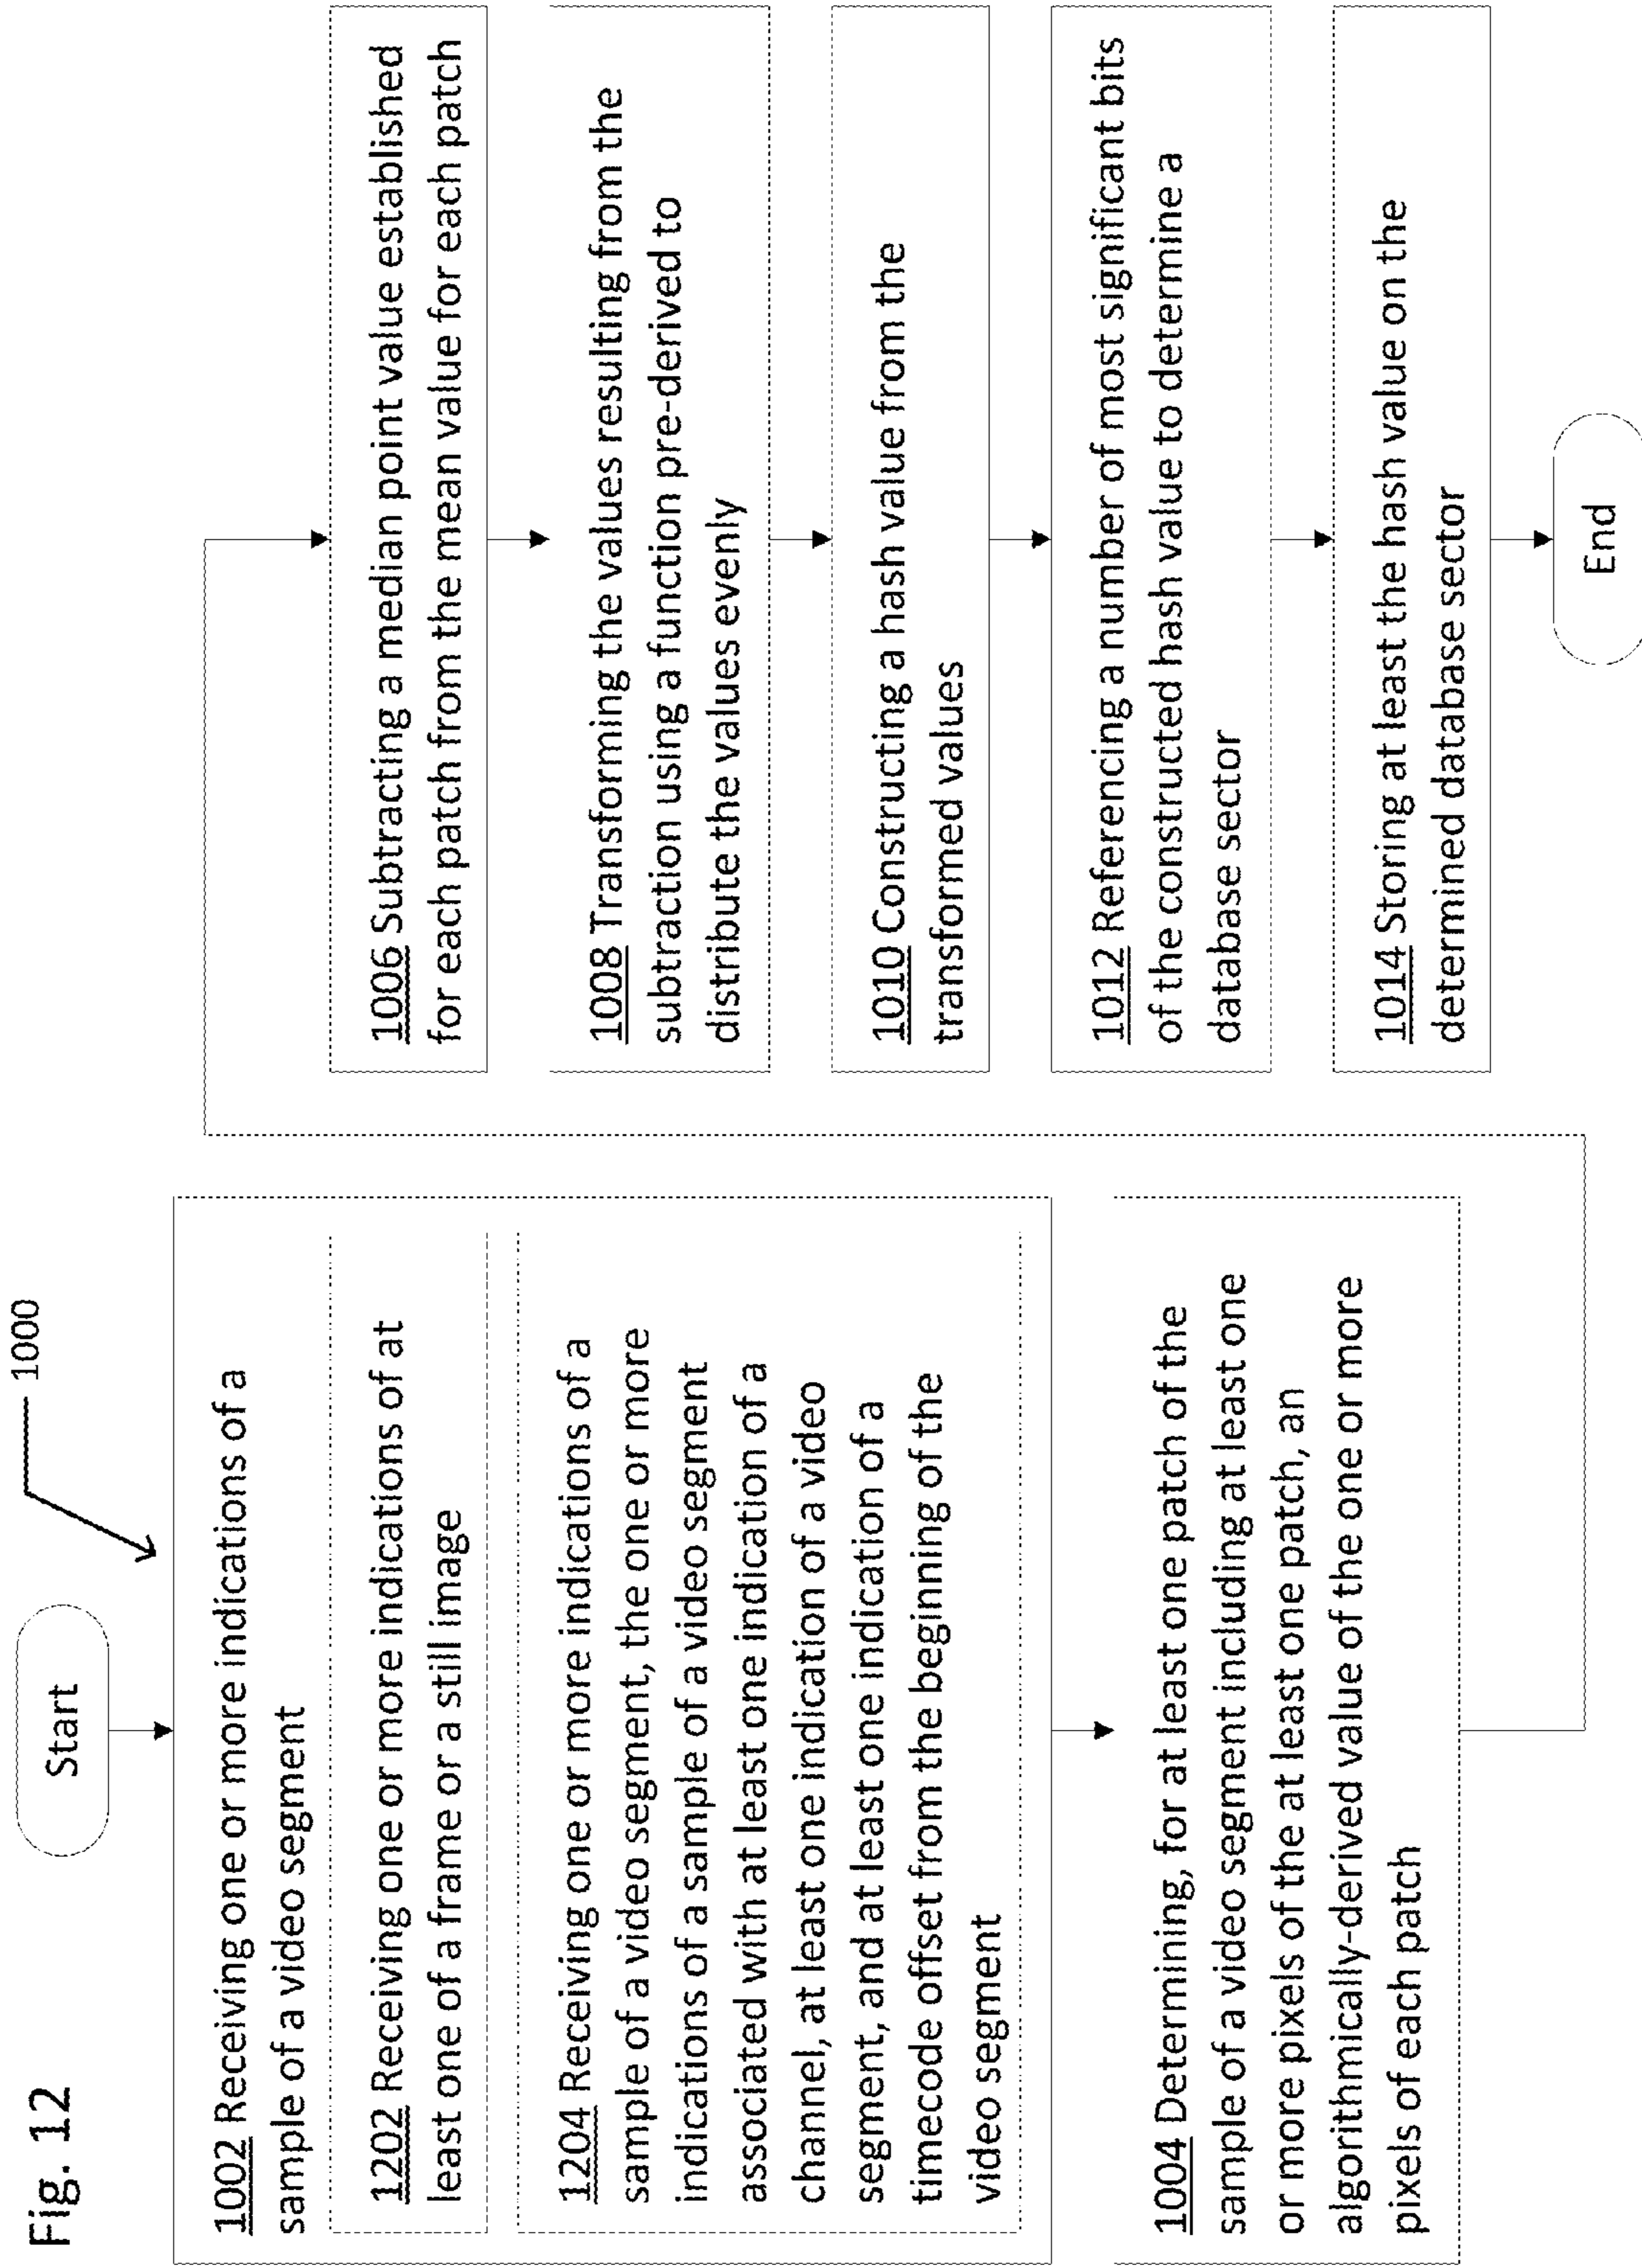 Fig. 12
1000
Start
1002 Receiving one or more indications of a
sample of a video segment
1202 Receiving one or more indications of at
least one of a frame or a still image
1204 Receiving one or more indications of a
sample of a video segment, the one or more
indications of a sample of a video segment
associated with at least one indication of a
channel, at least one indication of a video
segment, and at least one indication of a
timecode offset from the beginning of the
video segment
1004 Determining, for at least one patch of the
sample of a video segment including at least one
or more pixels of the at least one patch, an
algorithmically-derived value of the one or more
pixels of each patch
1006 Subtracting a median point value established
for each patch from the mean value for each patch
1008 Transforming the values resulting from the
subtraction using a function pre-derived to
distribute the values evenly
1010 Constructing a hash value from the
transformed values
1012 Referencing a number of most significant bits
of the constructed hash value to determine a
database sector
1014 Storing at least the hash value on the
determined database sector
End